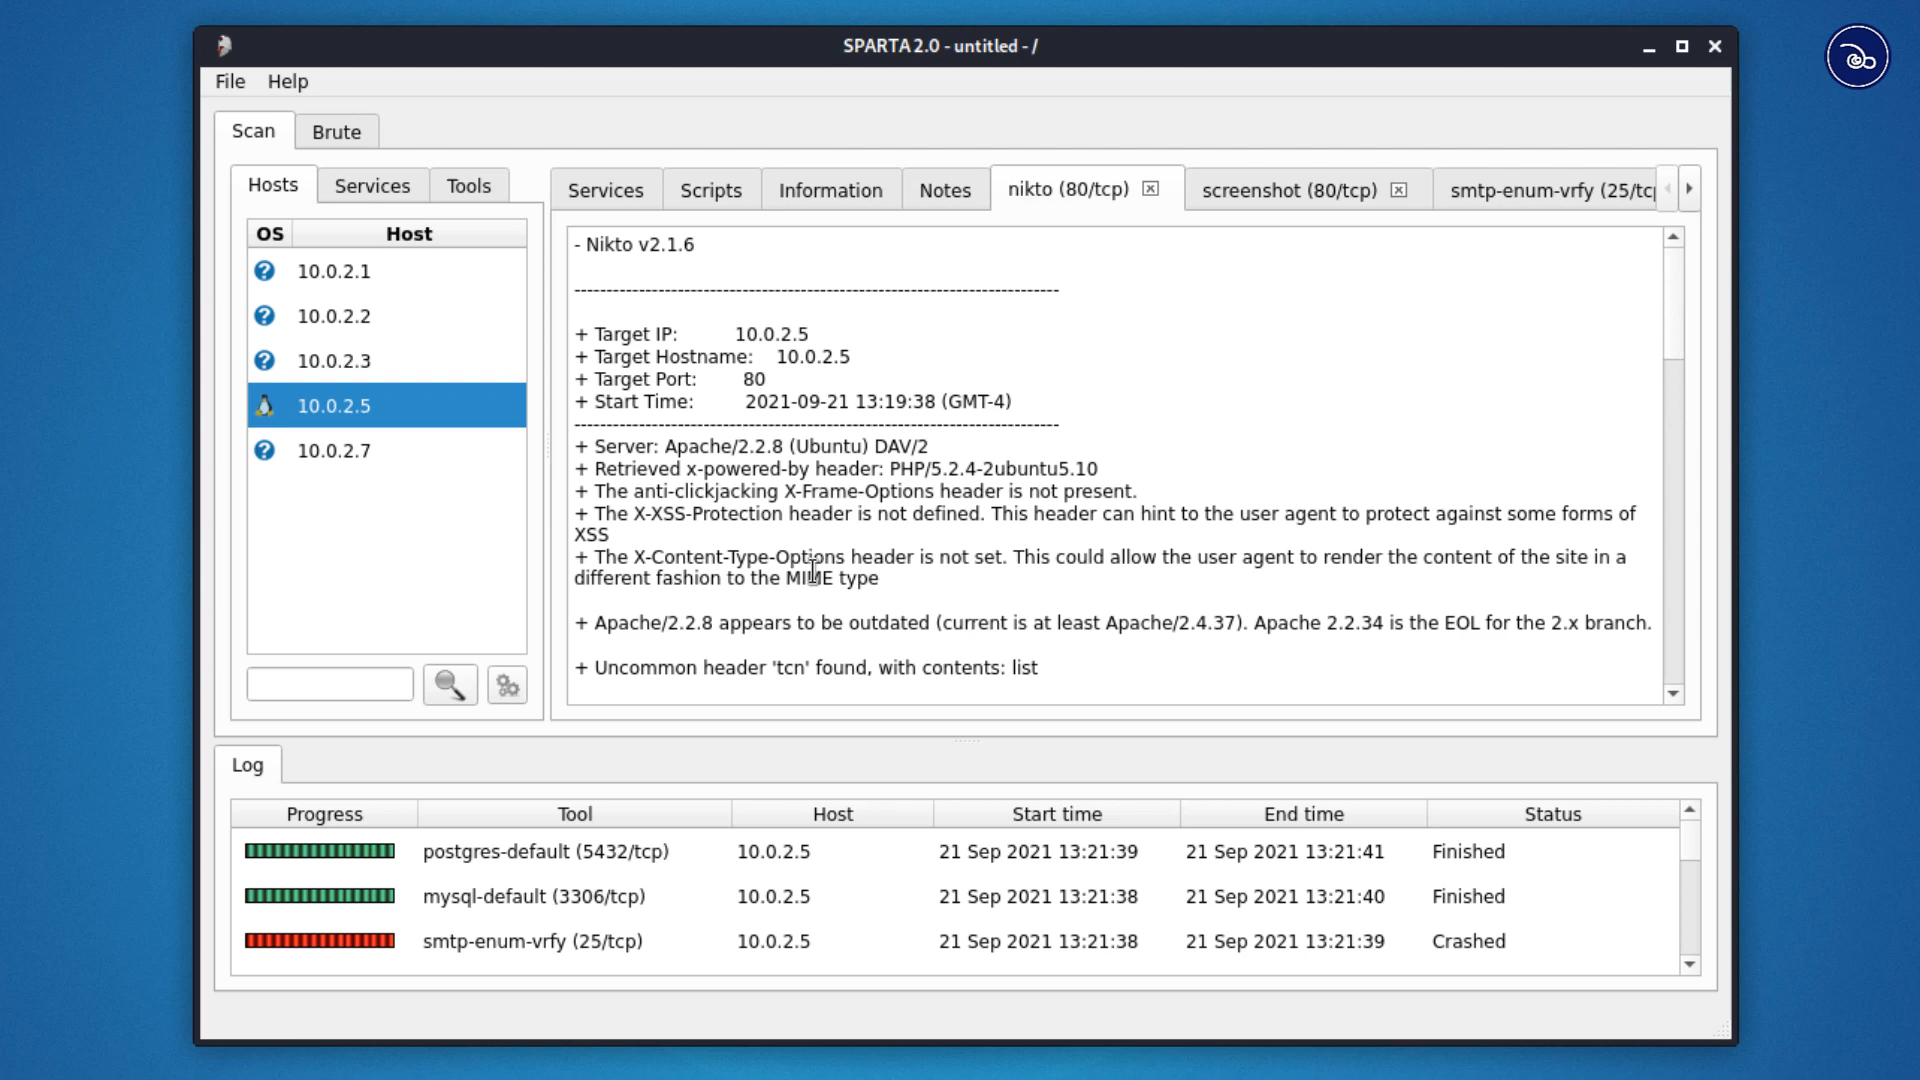 SPARTA 2.0 - untitled - /
File Help
Scan Brute
Hosts Services Tools
OS Host
10.0.2.1
10.0.2.2
10.0.2.3
10.0.2.5
10.0.2.7
Services Scripts Information Notes nikto (80/tcp) screenshot (80/tcp) smtp-enum-vrfy (25/tcp
- Nikto v2.1.6
---------------------------------------------------------------------------
+ Target IP: 10.0.2.5
+ Target Hostname: 10.0.2.5
+ Target Port: 80
+ Start Time: 2021-09-21 13:19:38 (GMT-4)
---------------------------------------------------------------------------
+ Server: Apache/2.2.8 (Ubuntu) DAV/2
+ Retrieved x-powered-by header: PHP/5.2.4-2ubuntu5.10
+ The anti-clickjacking X-Frame-Options header is not present.
+ The X-XSS-Protection header is not defined. This header can hint to the user agent to protect against some forms of
XSS
+ The X-Content-Type-Options header is not set. This could allow the user agent to render the content of the site in a
different fashion to the MIME type
+ Apache/2.2.8 appears to be outdated (current is at least Apache/2.4.37). Apache 2.2.34 is the EOL for the 2.x branch.
+ Uncommon header 'tcn' found, with contents: list
Log
Progress Tool Host Start time End time Status
postgres-default (5432/tcp) 10.0.2.5 21 Sep 2021 13:21:39 21 Sep 2021 13:21:41 Finished
mysql-default (3306/tcp) 10.0.2.5 21 Sep 2021 13:21:38 21 Sep 2021 13:21:40 Finished
smtp-enum-vrfy (25/tcp) 10.0.2.5 21 Sep 2021 13:21:38 21 Sep 2021 13:21:39 Crashed